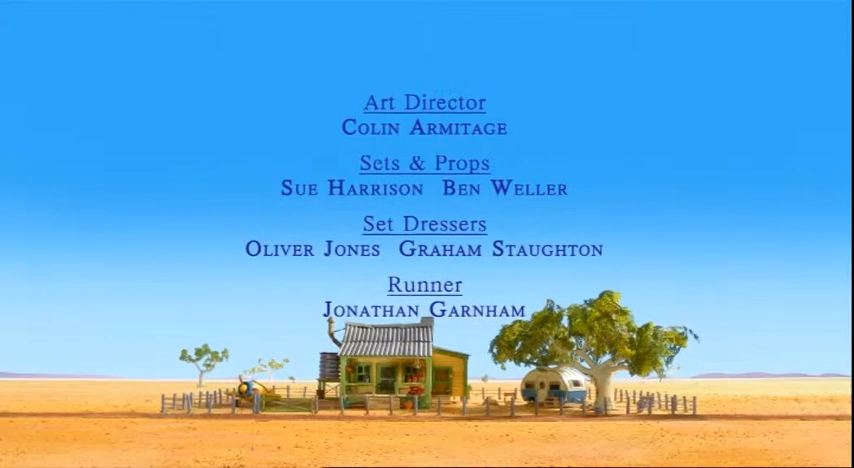 Art Director
COLIN ARMITAGE
Sets & Props
SUE HARRISON BEN WELLER
Set Dressers
OLIVER JONES GRAHAM STAUGHTON
Runner
JONATHAN GARNHAM